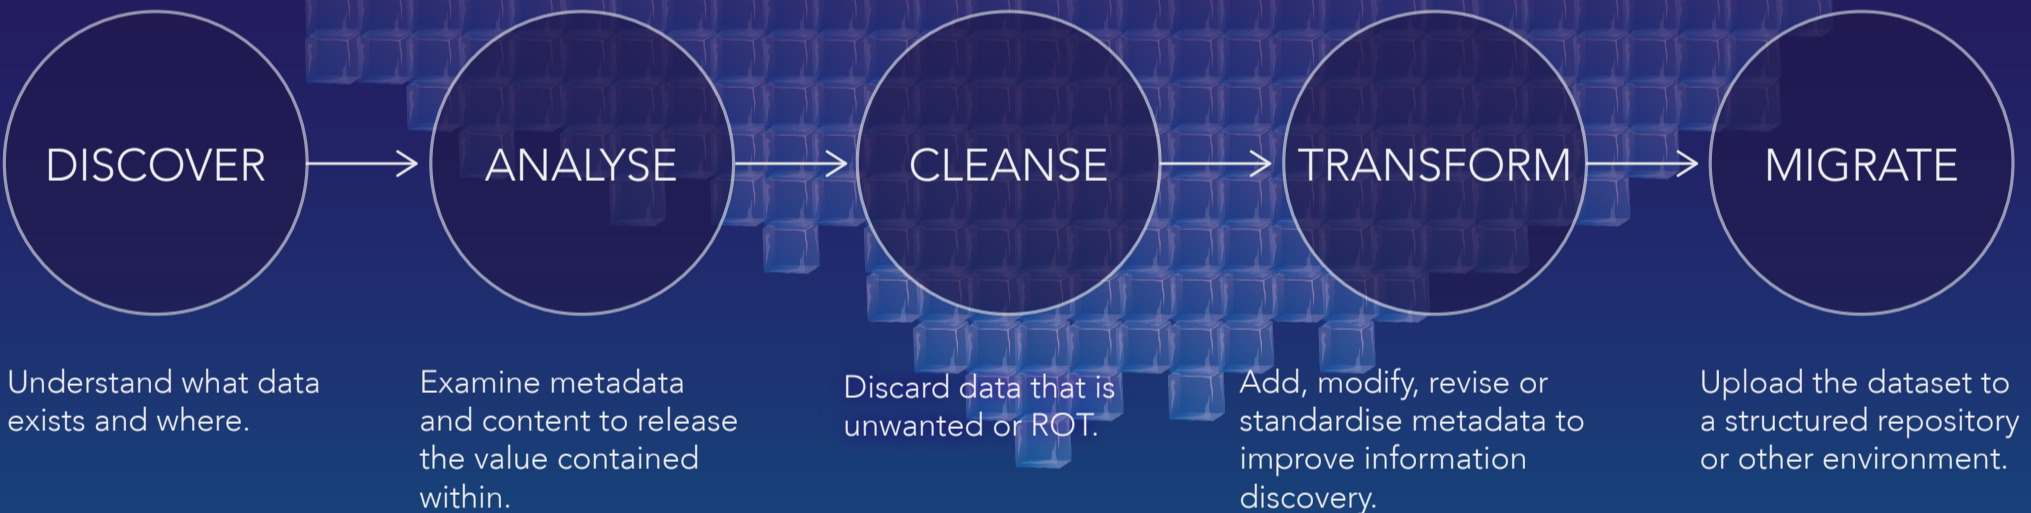 DISCOVER
ANALYSE
CLEANSE
TRANSFORM
MIGRATE
Understand what data
exists and where.
Examine metadata
and content to release
the value contained
within.
Discard data that is
unwanted or ROT.
Add, modify, revise or
standardise metadata to
improve information
discovery.
Upload the dataset to
a structured repository
or other environment.